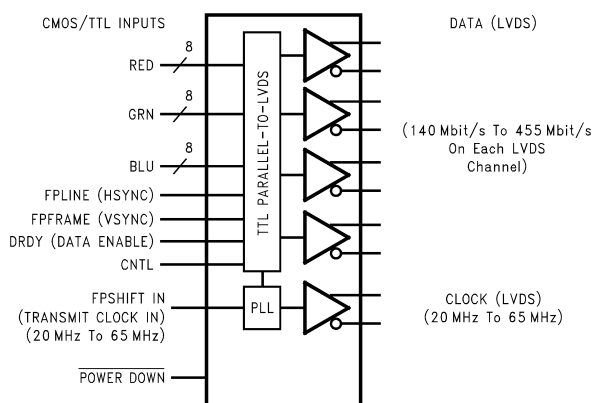 CMOS/TTL INPUTS
DATA (LVDS)
8
RED
8
GRN
8
BLU
FPLINE (HSYNC)
FPFRAME (VSYNC)
DRDY (DATA ENABLE)
CNTL
TTL PARALLEL-TO-LVDS
(140 Mbit/s To 455 Mbit/s
On Each LVDS
Channel)
FPSHIFT IN
(TRANSMIT CLOCK IN)
(20 MHz To 65 MHz)
PLL
CLOCK (LVDS)
(20 MHz To 65 MHz)
POWER DOWN